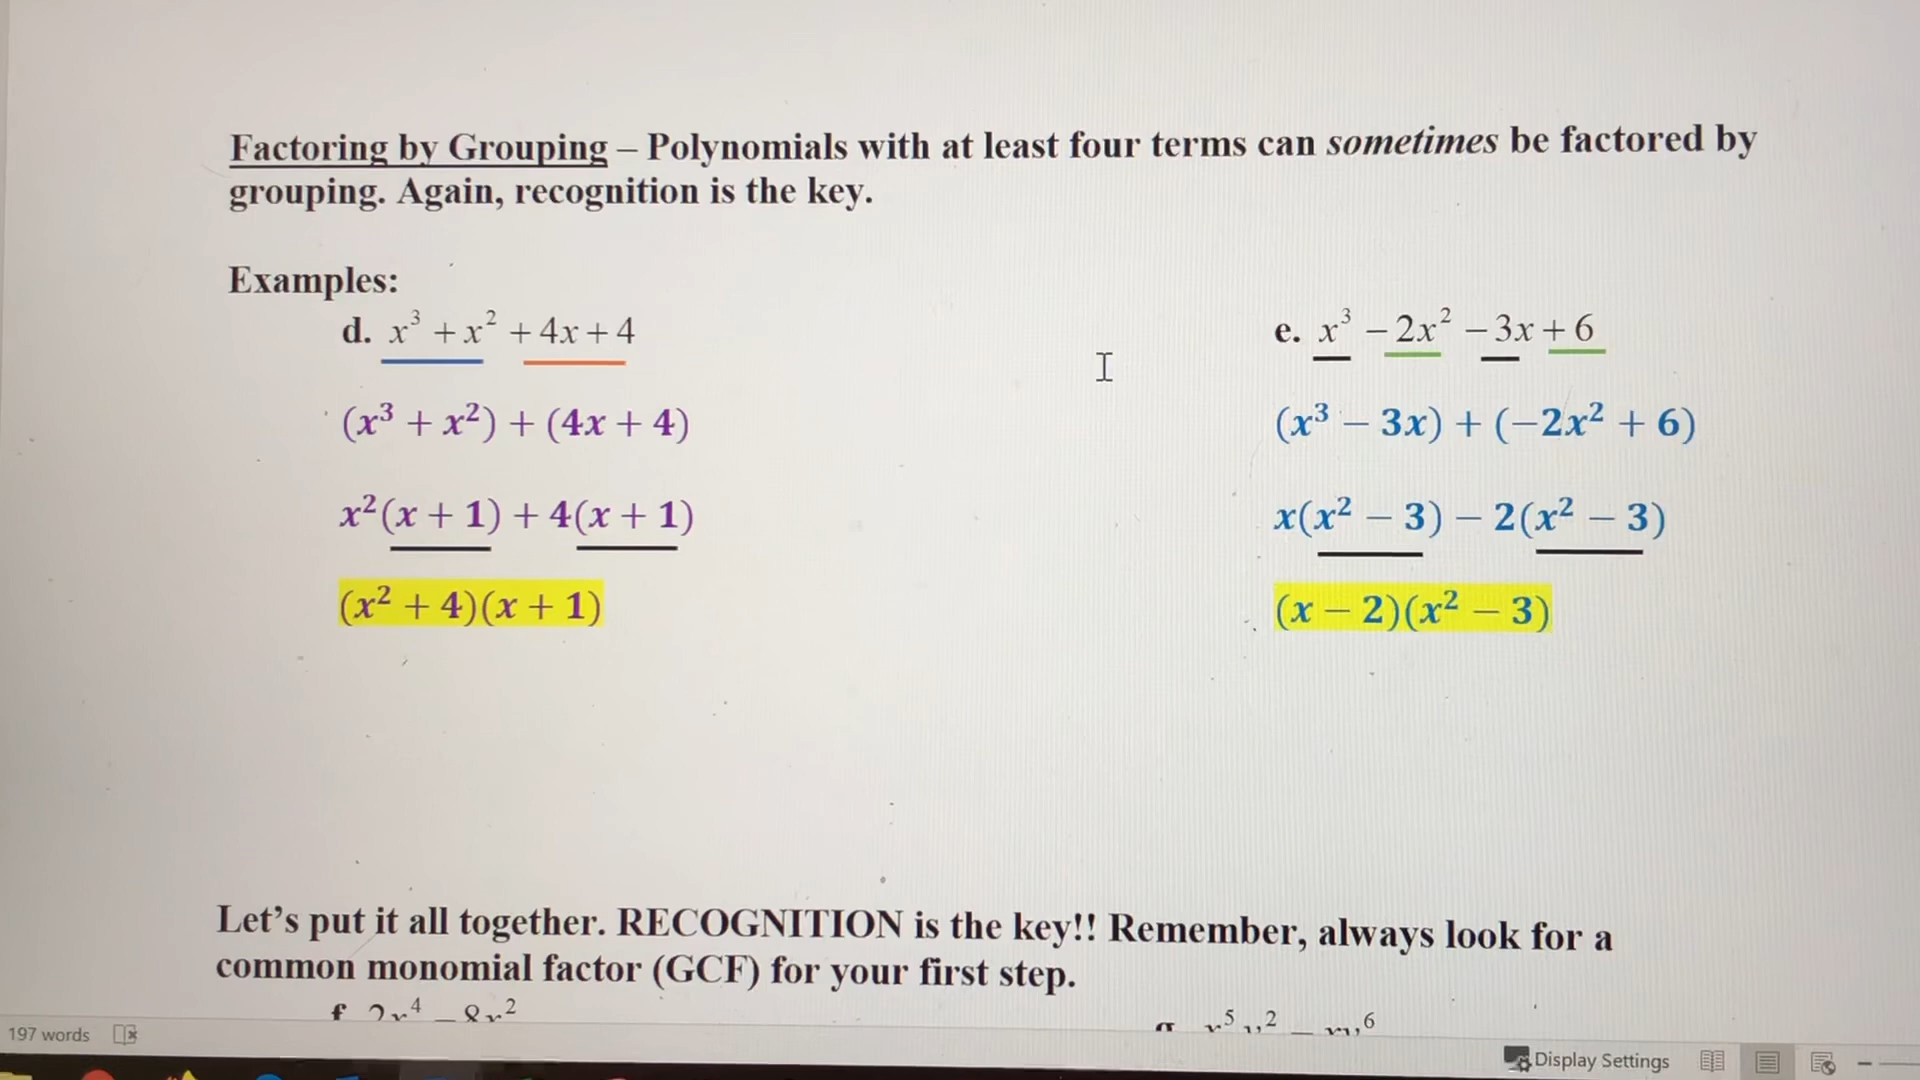 Factoring by Grouping – Polynomials with at least four terms can sometimes be factored by
grouping. Again, recognition is the key.
Examples:
d. x³ + x² + 4x + 4
(x³ + x²) + (4x + 4)
x²(x + 1) + 4(x + 1)
(x² + 4)(x + 1)
e. x³ − 2x² − 3x + 6
(x³ − 3x) + (−2x² + 6)
x(x² − 3) − 2(x² − 3)
(x − 2)(x² − 3)
Let's put it all together. RECOGNITION is the key!! Remember, always look for a
common monomial factor (GCF) for your first step.
197 words
Display Settings